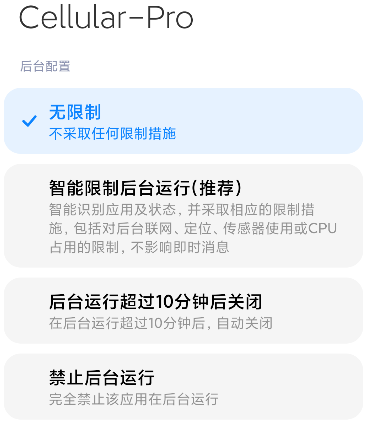 Cellular-Pro
后台配置
无限制
不采取任何限制措施
智能限制后台运行(推荐)
智能识别应用及状态，并采取相应的限制措
施，包括对后台联网、定位、传感器使用或CPU
占用的限制，不影响即时消息
后台运行超过10分钟后关闭
在后台运行超过10分钟后，自动关闭
禁止后台运行
完全禁止该应用在后台运行